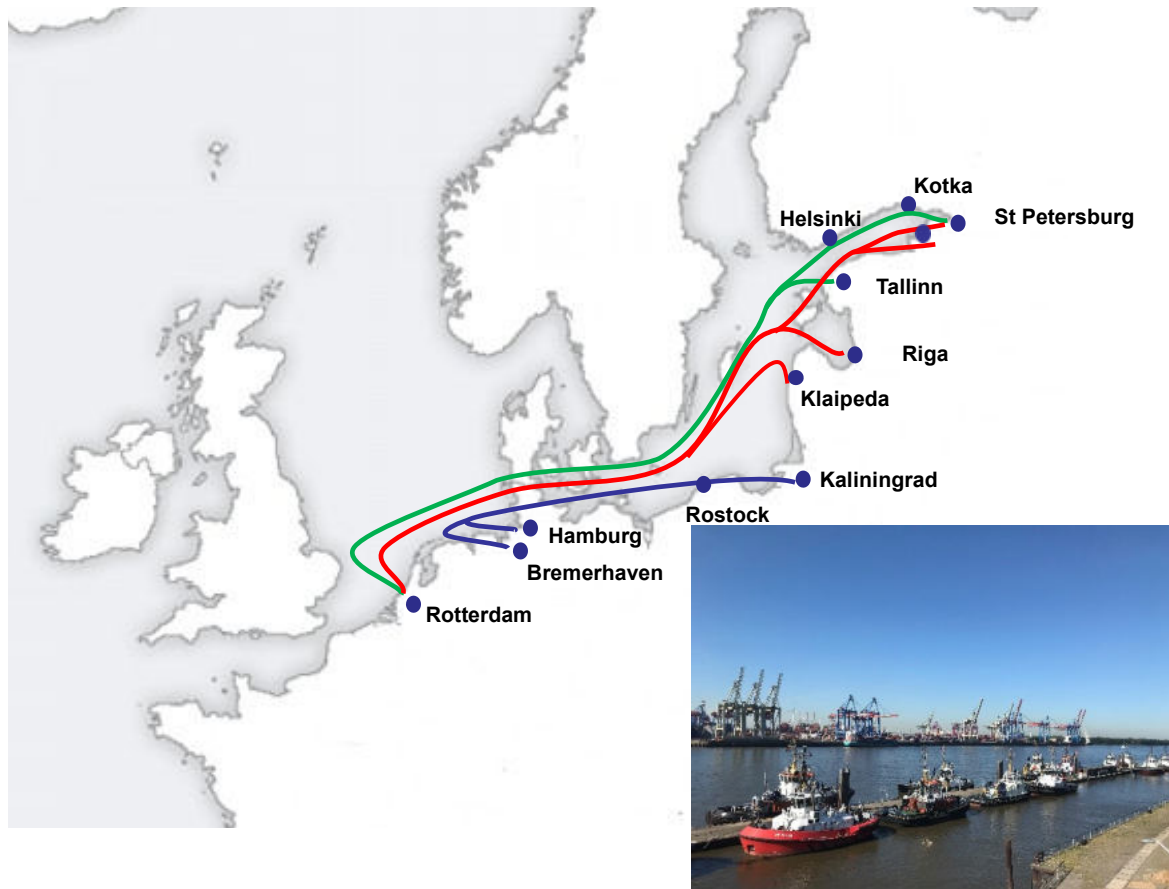 Kotka
St Petersburg
Helsinki
Tallinn
Riga
Klaipeda
Kaliningrad
Rostock
Hamburg
Bremerhaven
Rotterdam